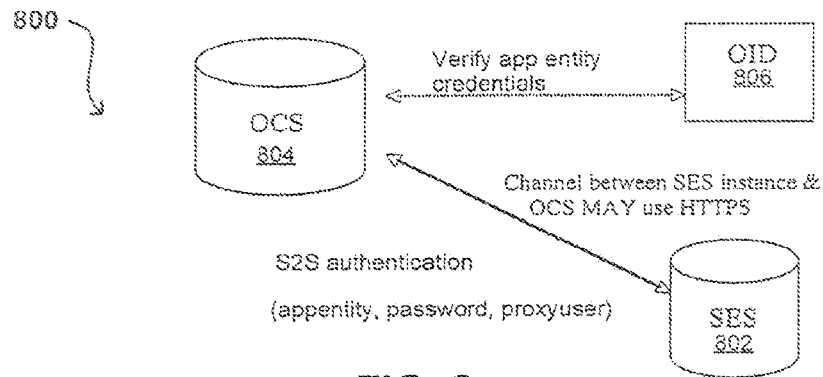 800
Verify app entity
credentials
OID
806
OCS
804
Channel between SES instance &
OCS MAY use HTTPS
S2S authentication
(appentity, password, proxyuser)
SES
802